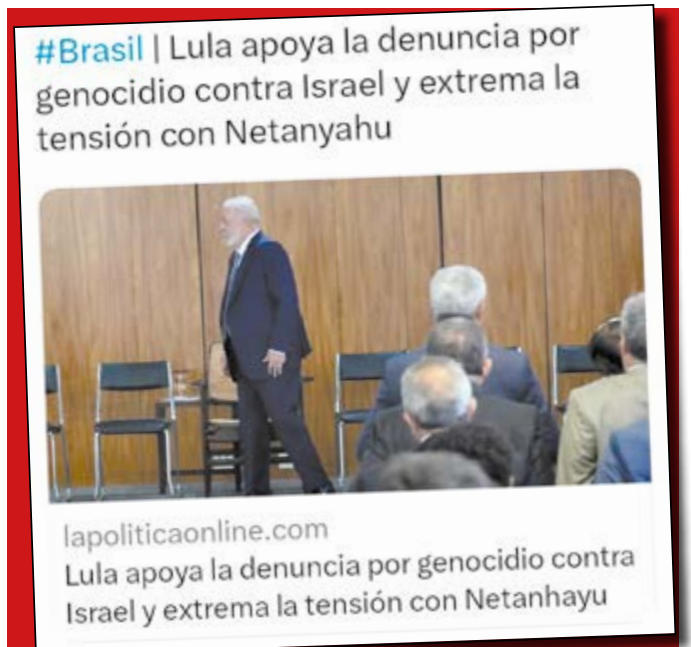 #Brasil | Lula apoya la denuncia por
genocidio contra Israel y extrema la
tensión con Netanyahu
lapoliticaonline.com
Lula apoya la denuncia por genocidio contra
Israel y extrema la tensión con Netanhayu